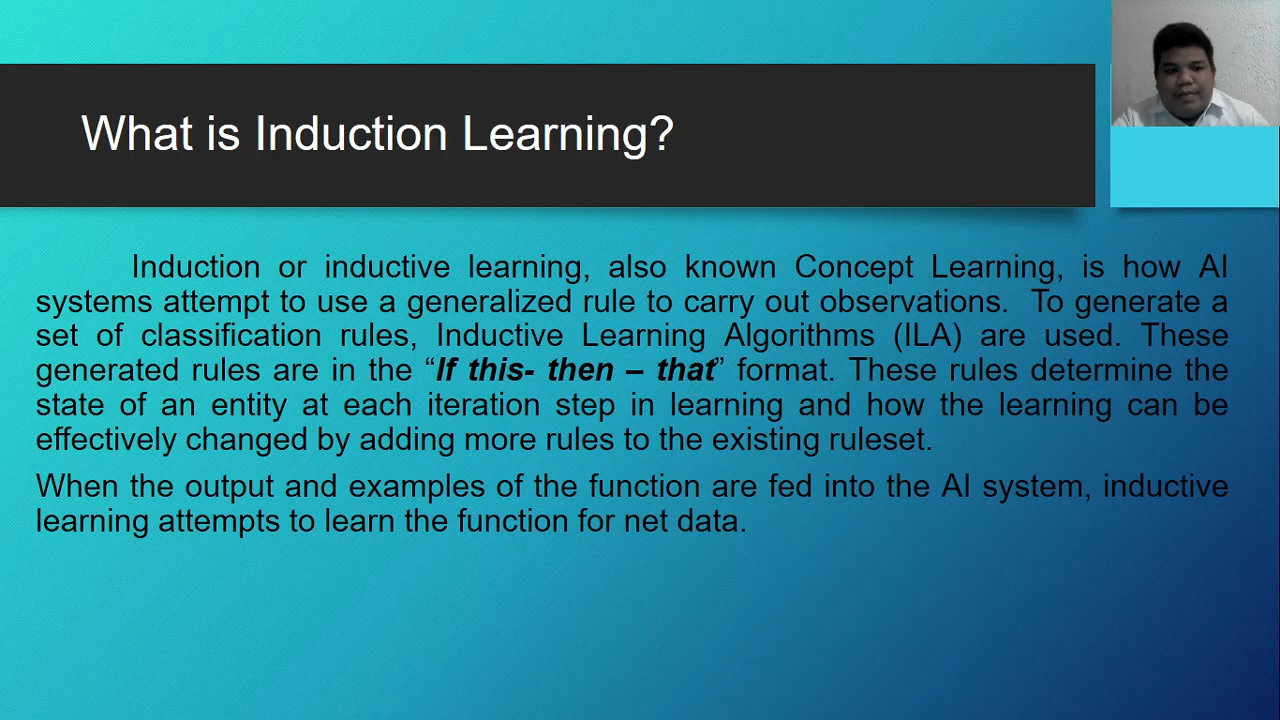 What is Induction Learning?
Induction or inductive learning, also known Concept Learning, is how AI
systems attempt to use a generalized rule to carry out observations. To generate a
set of classification rules, Inductive Learning Algorithms (ILA) are used. These
generated rules are in the “If this- then – that” format. These rules determine the
state of an entity at each iteration step in learning and how the learning can be
effectively changed by adding more rules to the existing ruleset.
When the output and examples of the function are fed into the AI system, inductive
learning attempts to learn the function for net data.